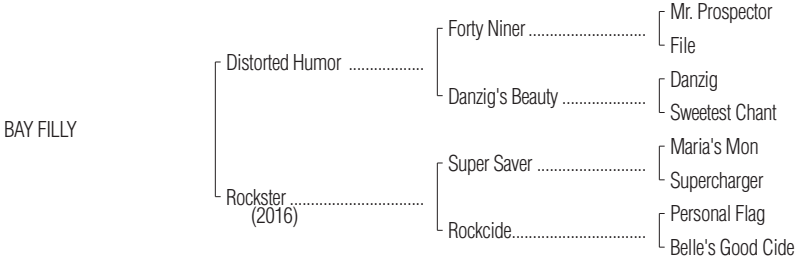 Mr. Prospector
Forty Niner ............................
File
Distorted Humor ..................
Danzig
Danzig's Beauty ....................
Sweetest Chant
BAY FILLY
Maria's Mon
Super Saver ..........................
Supercharger
Rockster ................................
(2016)
Personal Flag
Rockcide................................
Belle's Good Cide